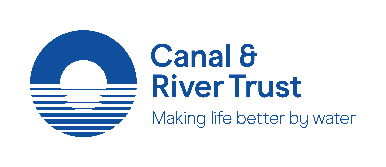 Canal &
River Trust
Making life better by water